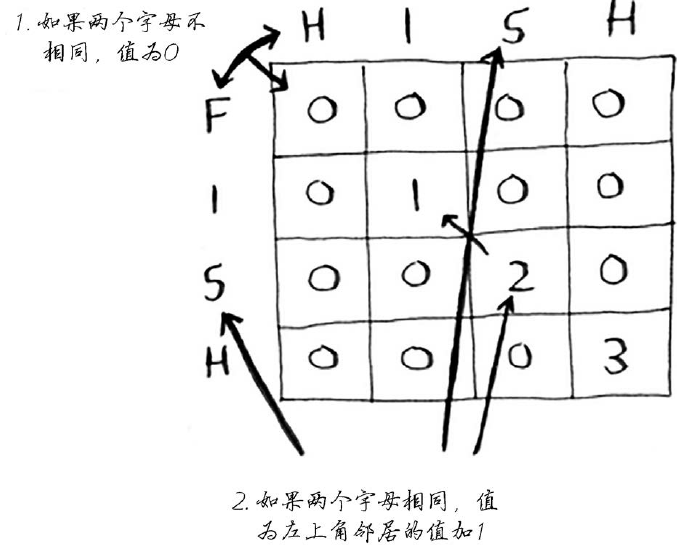 1. 如果两个字母不
相同，值为0
H I S H
F 0 0 0 0
I 0 1 0 0
S 0 0 2 0
H 0 0 0 3
2. 如果两个字母相同，值
为左上角邻居的值加1